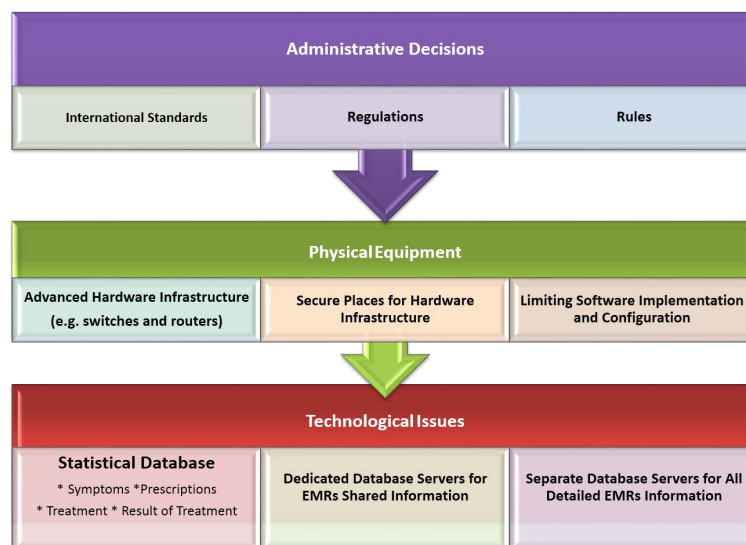 Administrative Decisions
International Standards
Regulations
Rules
Physical Equipment
Advanced Hardware Infrastructure
(e.g. switches and routers)
Secure Places for Hardware
Infrastructure
Limiting Software Implementation
and Configuration
Technological Issues
Statistical Database
* Symptoms *Prescriptions
* Treatment * Result of Treatment
Dedicated Database Servers for
EMRs Shared Information
Separate Database Servers for All
Detailed EMRs Information